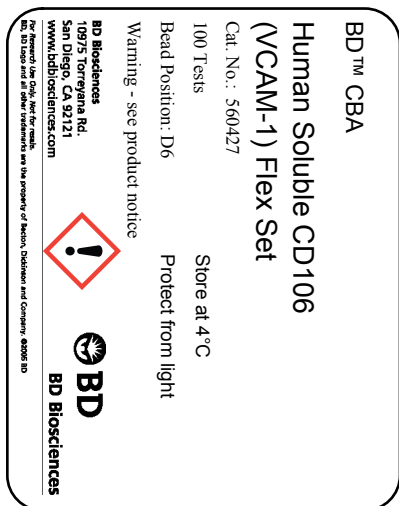 BD™ CBA
Human Soluble CD106
(VCAM-1) Flex Set
Cat. No.: 560427
100 Tests
Store at 4°C
Bead Position: D6
Protect from light
Warning - see product notice
BD Biosciences
10975 Torreyana Rd.
San Diego, CA 92121
www.bdbiosciences.com
BD
BD Biosciences
For Research Use Only. Not for resale.
BD, BD Logo and all other trademarks are the property of Becton, Dickinson and Company. ©2005 BD